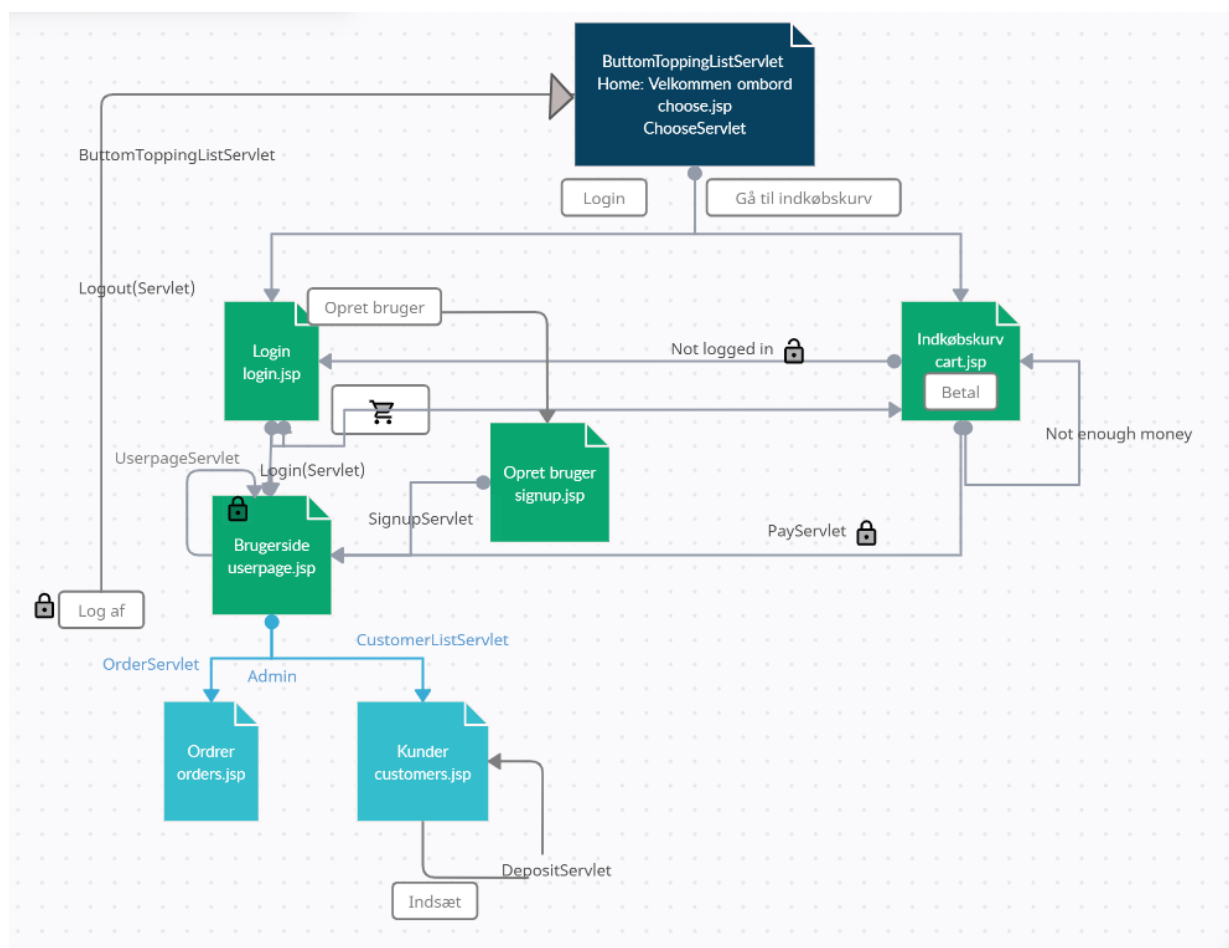 ButtomToppingListServlet
Home: Velkommen ombord
choose.jsp
ChooseServlet
ButtomToppingListServlet
Login
Gå til indkøbskurv
Logout(Servlet)
Opret bruger
Login
login.jsp
Not logged in
Indkøbskurv
cart.jsp
Betal
Not enough money
UserpageServlet
Login(Servlet)
Opret bruger
signup.jsp
SignupServlet
PayServlet
Brugerside
userpage.jsp
Log af
CustomerListServlet
OrderServlet
Admin
Ordrer
orders.jsp
Kunder
customers.jsp
DepositServlet
Indsæt